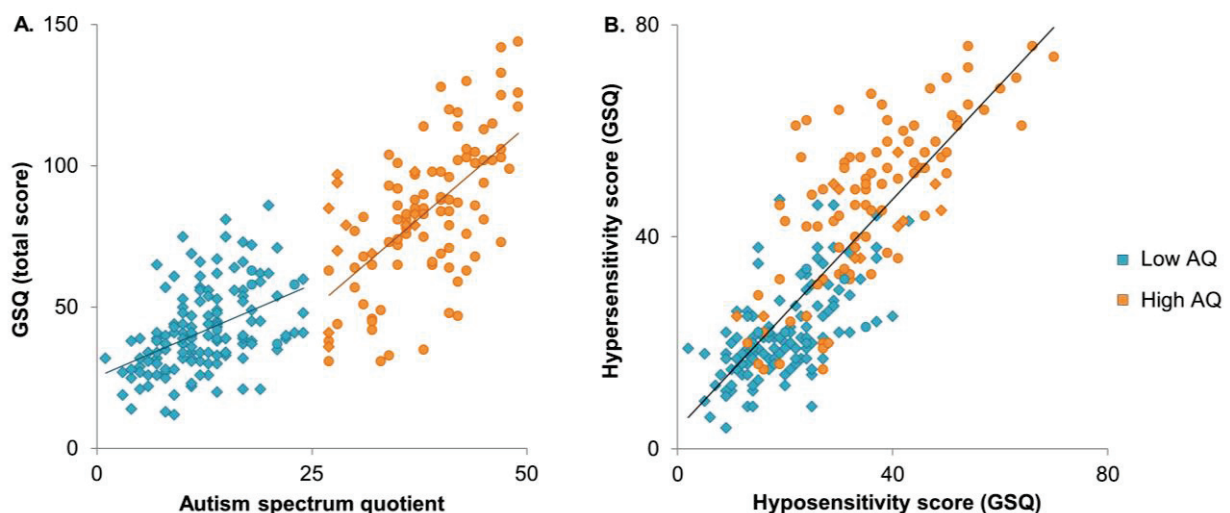 A.
150
100
50
0
GSQ (total score)
0
25
50
Autism spectrum quotient
B.
80
40
0
Hypersensitivity score (GSQ)
0
40
80
Hyposensitivity score (GSQ)
Low AQ
High AQ